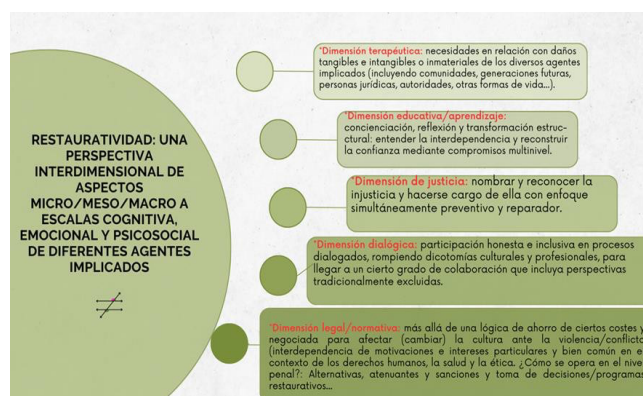 RESTAURATIVIDAD: UNA
PERSPECTIVA
INTERDIMENSIONAL DE
ASPECTOS
MICRO/MESO/MACRO A
ESCALAS COGNITIVA,
EMOCIONAL Y PSICOSOCIAL
DE DIFERENTES AGENTES
IMPLICADOS
*Dimensión terapéutica: necesidades en relación con daños
tangibles e intangibles o inmateriales de los diversos agentes
implicados (incluyendo comunidades, generaciones futuras,
personas jurídicas, autoridades, otras formas de vida...).
*Dimensión educativa/aprendizaje:
concienciación, reflexión y transformación estruc-
ctural: entender la interdependencia y reconstruir
la confianza mediante compromisos multinivel.
*Dimensión de justicia: nombrar y reconocer la
injusticia y hacerse cargo de ella con enfoque
simultáneamente preventivo y reparador.
*Dimensión dialógica: participación honesta e inclusiva en procesos
dialogados, rompiendo dicotomías culturales y profesionales, para
llegar a un cierto grado de colaboración que incluya perspectivas
tradicionalmente excluidas.
*Dimensión legal/normativa: más allá de una lógica de ahorro de ciertos costes y
negociada para afectar (cambiar) la cultura ante la violencia/conflicto
(interdependencia de motivaciones e intereses particulares y bien común en e
contexto de los derechos humanos, la salud y la ética. ¿Cómo se opera en el nive
penal?: Alternativas, atenuantes y sanciones y toma de decisiones/programas
restaurativos...